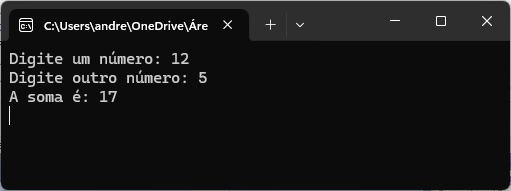 C:\Users\andre\OneDrive\Áre
Digite um número: 12
Digite outro número: 5
A soma é: 17